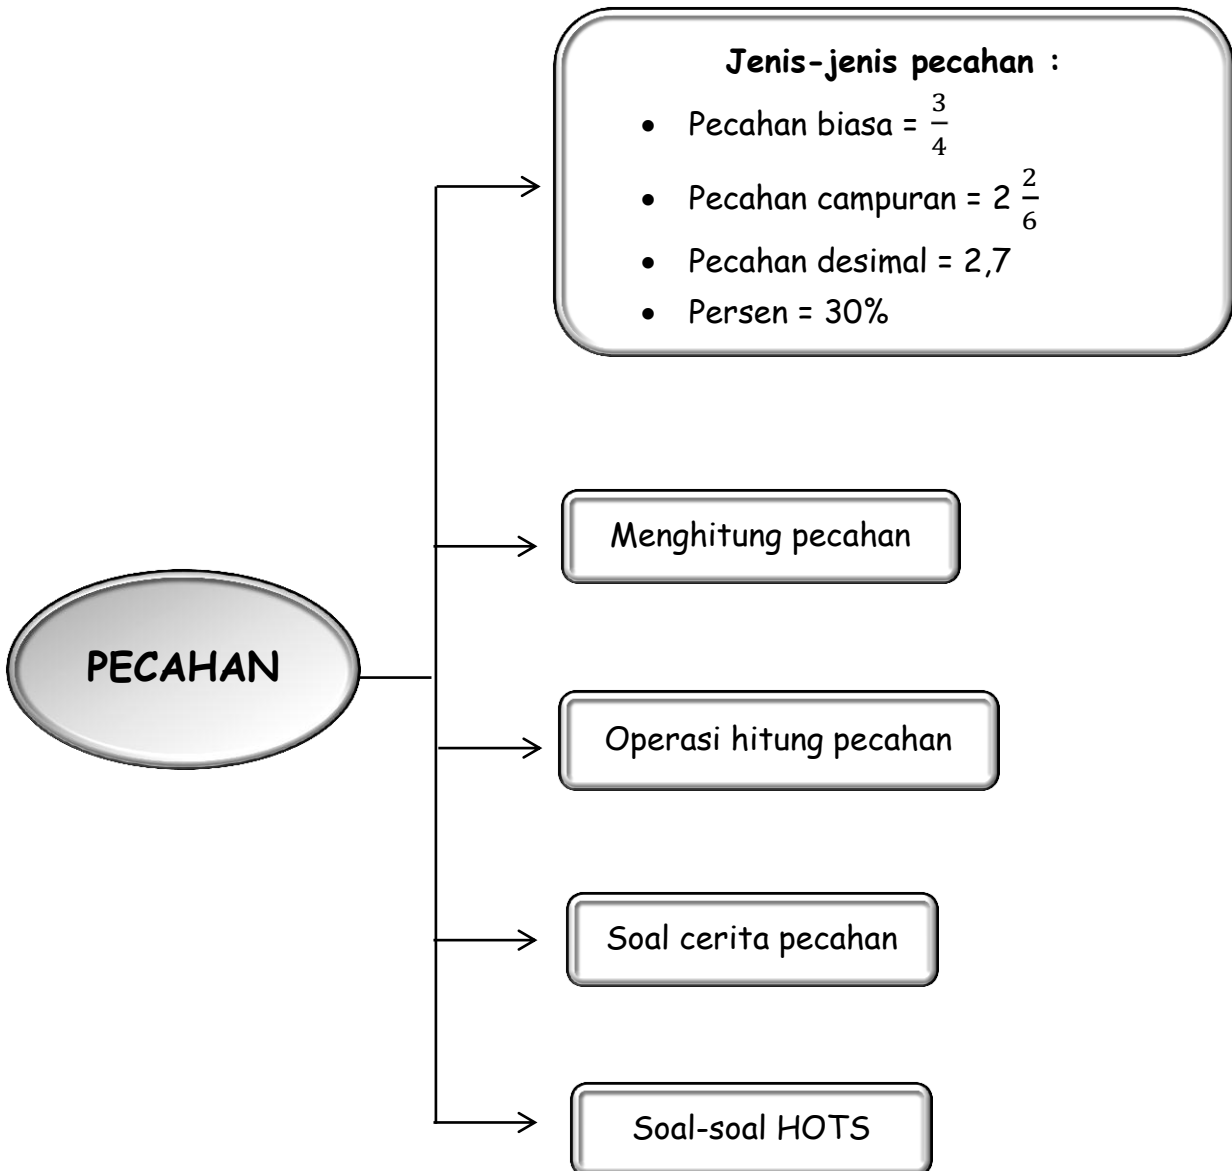 Jenis-jenis pecahan :
• Pecahan biasa = 3/4
• Pecahan campuran = 2 2/6
• Pecahan desimal = 2,7
• Persen = 30%
Menghitung pecahan
PECAHAN
Operasi hitung pecahan
Soal cerita pecahan
Soal-soal HOTS